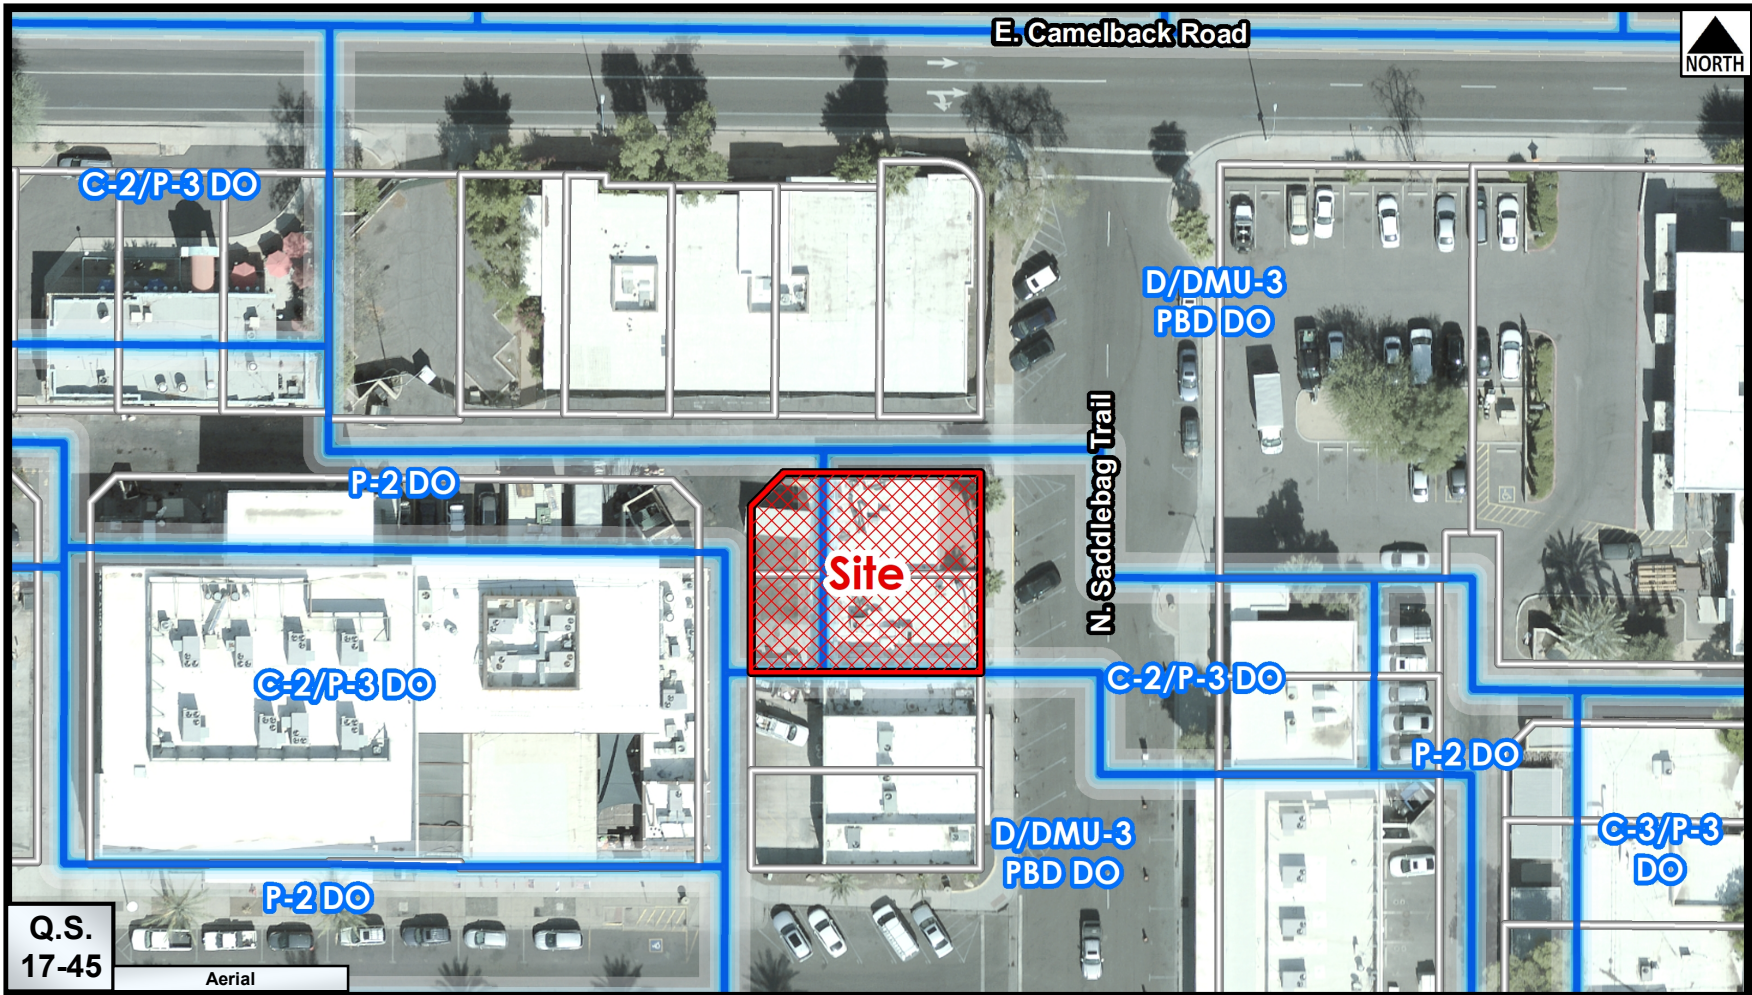 E. Camelback Road
NORTH
C-2/P-3 DO
D/DMU-3
PBD DO
N. Saddlebag Trail
P-2 DO
Site
C-2/P-3 DO
C-2/P-3 DO
P-2 DO
D/DMU-3
PBD DO
C-3/P-3
DO
P-2 DO
Q.S.
17-45
Aerial